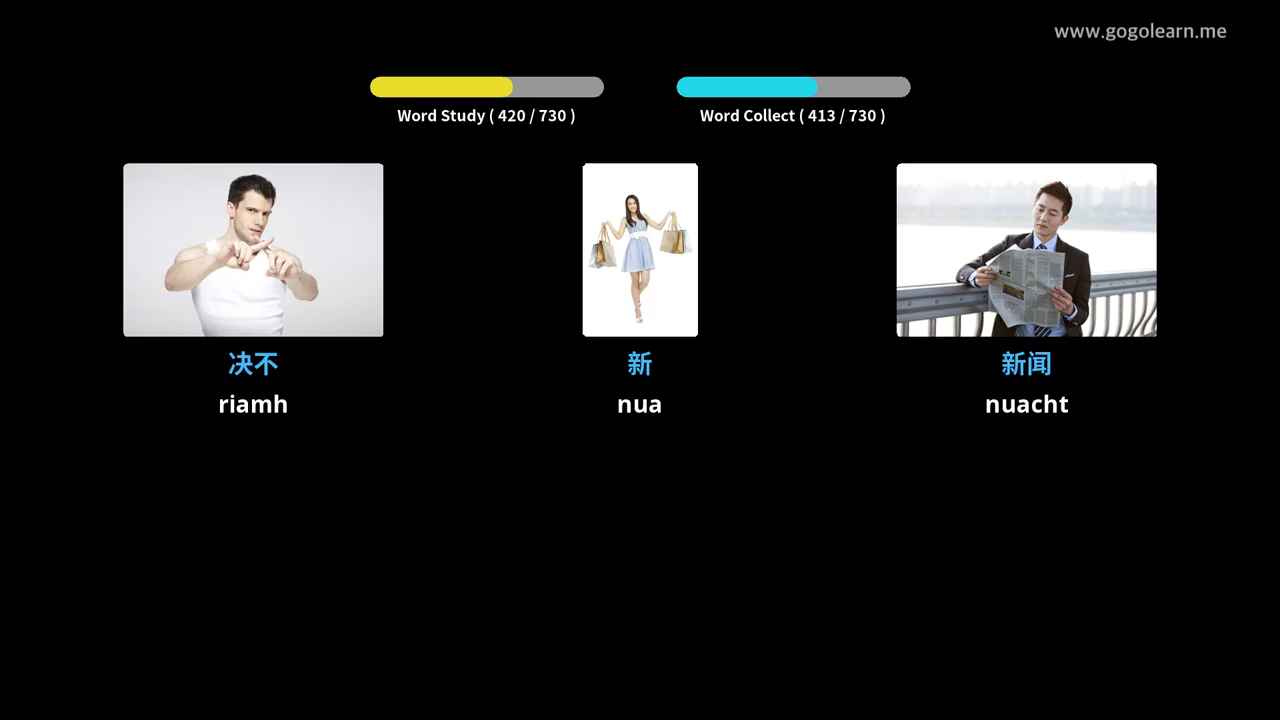 www.gogolearn.me
Word Study ( 420 / 730 )
Word Collect ( 413 / 730 )
决不
新
新闻
riamh
nua
nuacht